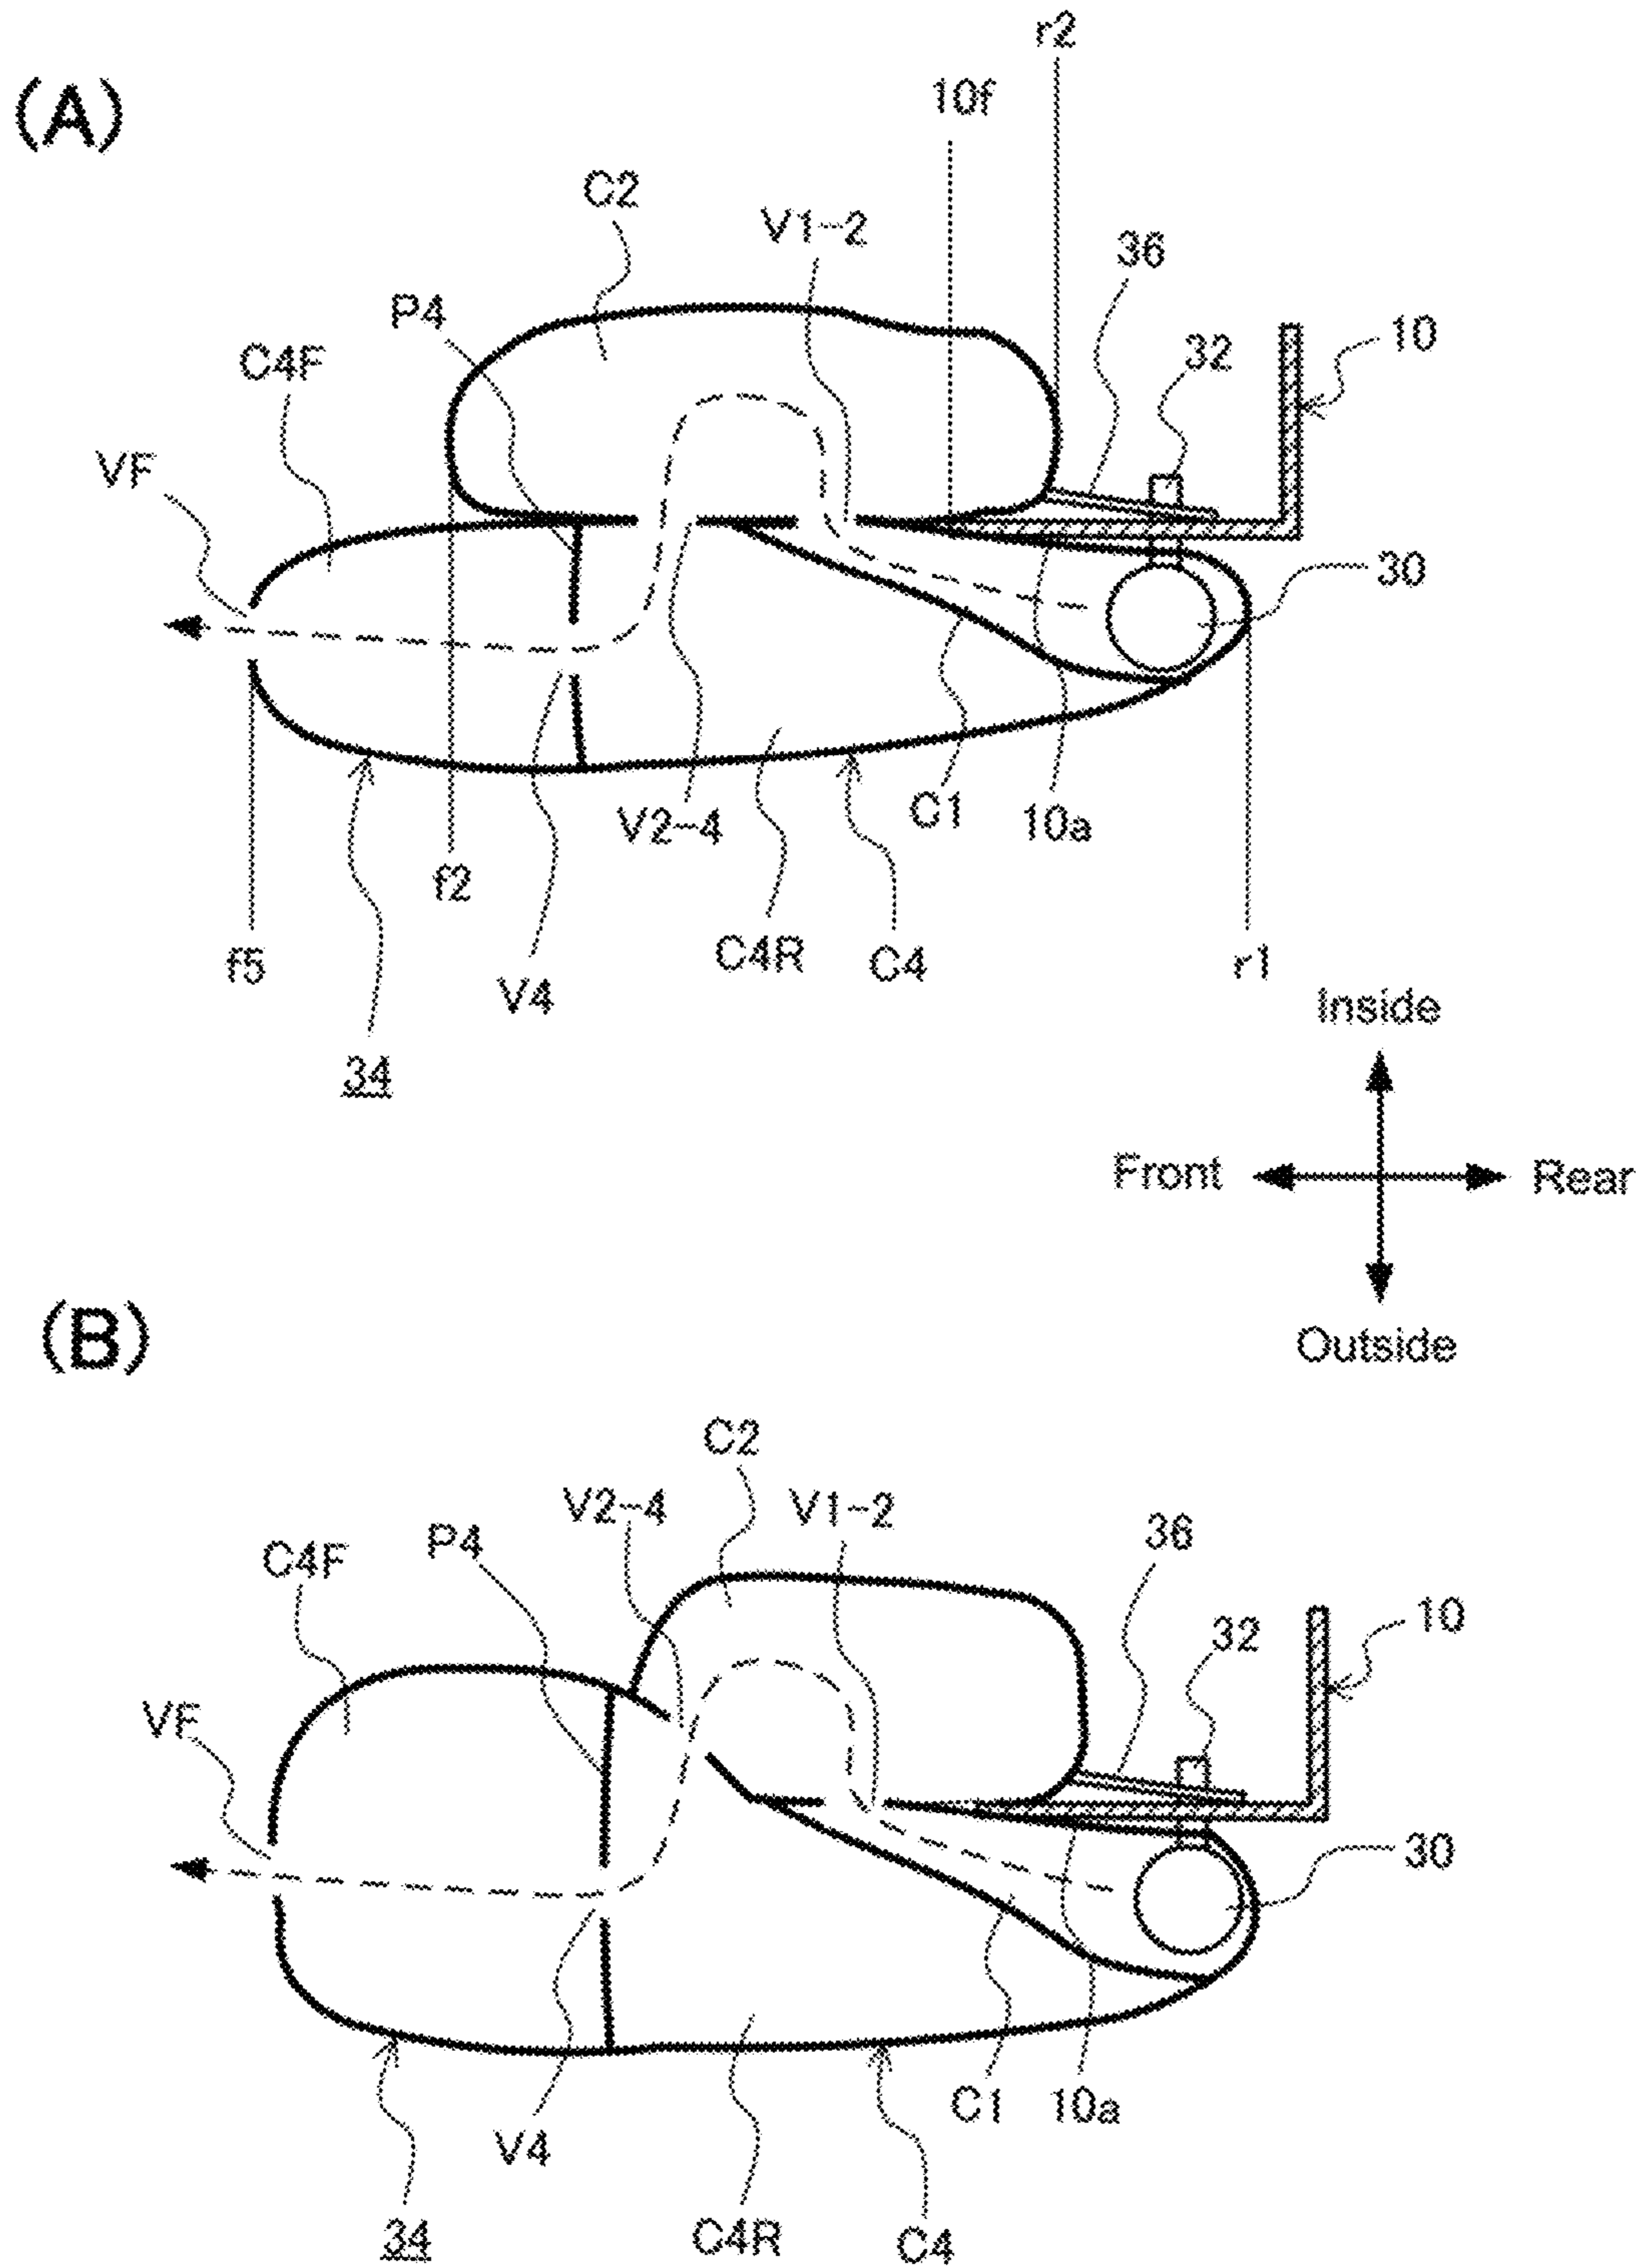 (A)
r2
10f
C2
V1-2
36
P4
10
32
C4F
VF
30
C1
10a
V2-4
f2
C4R
C4
f5
r1
V4
34
Inside
Front
Rear
Outside
(B)
C2
V2-4
V1-2
36
P4
C4F
10
32
VF
30
C1
10a
V4
C4R
34
C4